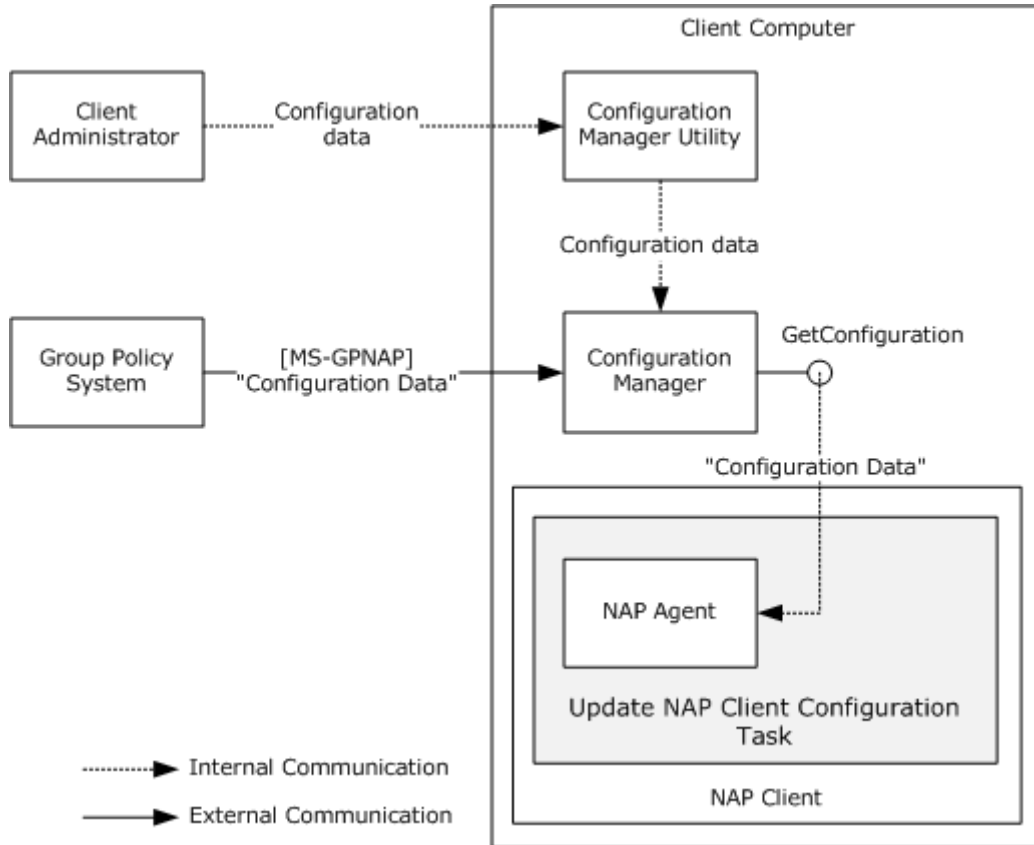 Client Computer
Client
Administrator
Configuration
data
Configuration
Manager Utility
Configuration data
Group Policy
System
[MS-GPNAP]
"Configuration Data"
Configuration
Manager
GetConfiguration
"Configuration Data"
NAP Agent
Update NAP Client Configuration
Task
NAP Client
Internal Communication
External Communication